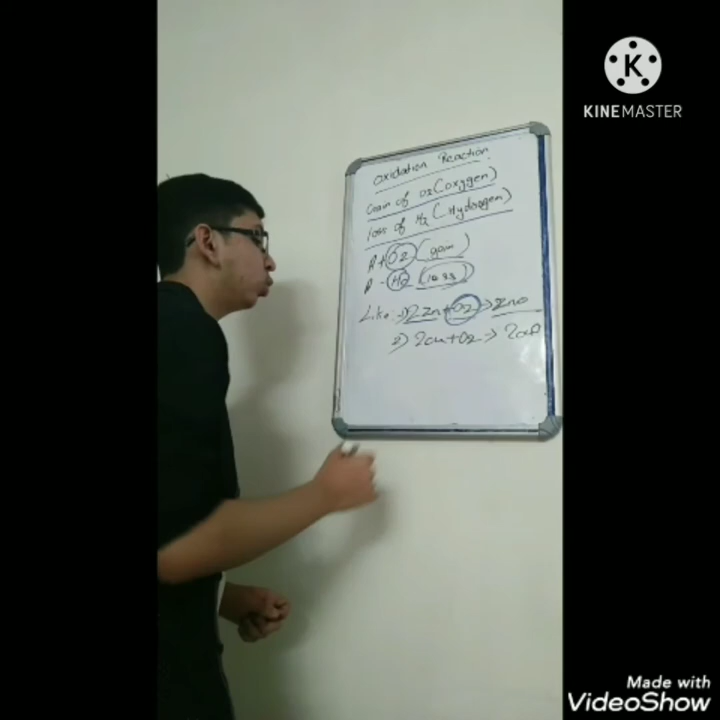 KINEMASTER
Oxidation Reaction
Gain of O2 (Oxygen)
loss of H2 (Hydrogen)
A + O2 (gain)
A - H2 (loss)
Like :- 1) 2Zn + O2 → ZnO
2) 2Cu + O2 → 2CuO
Made with
VideoShow